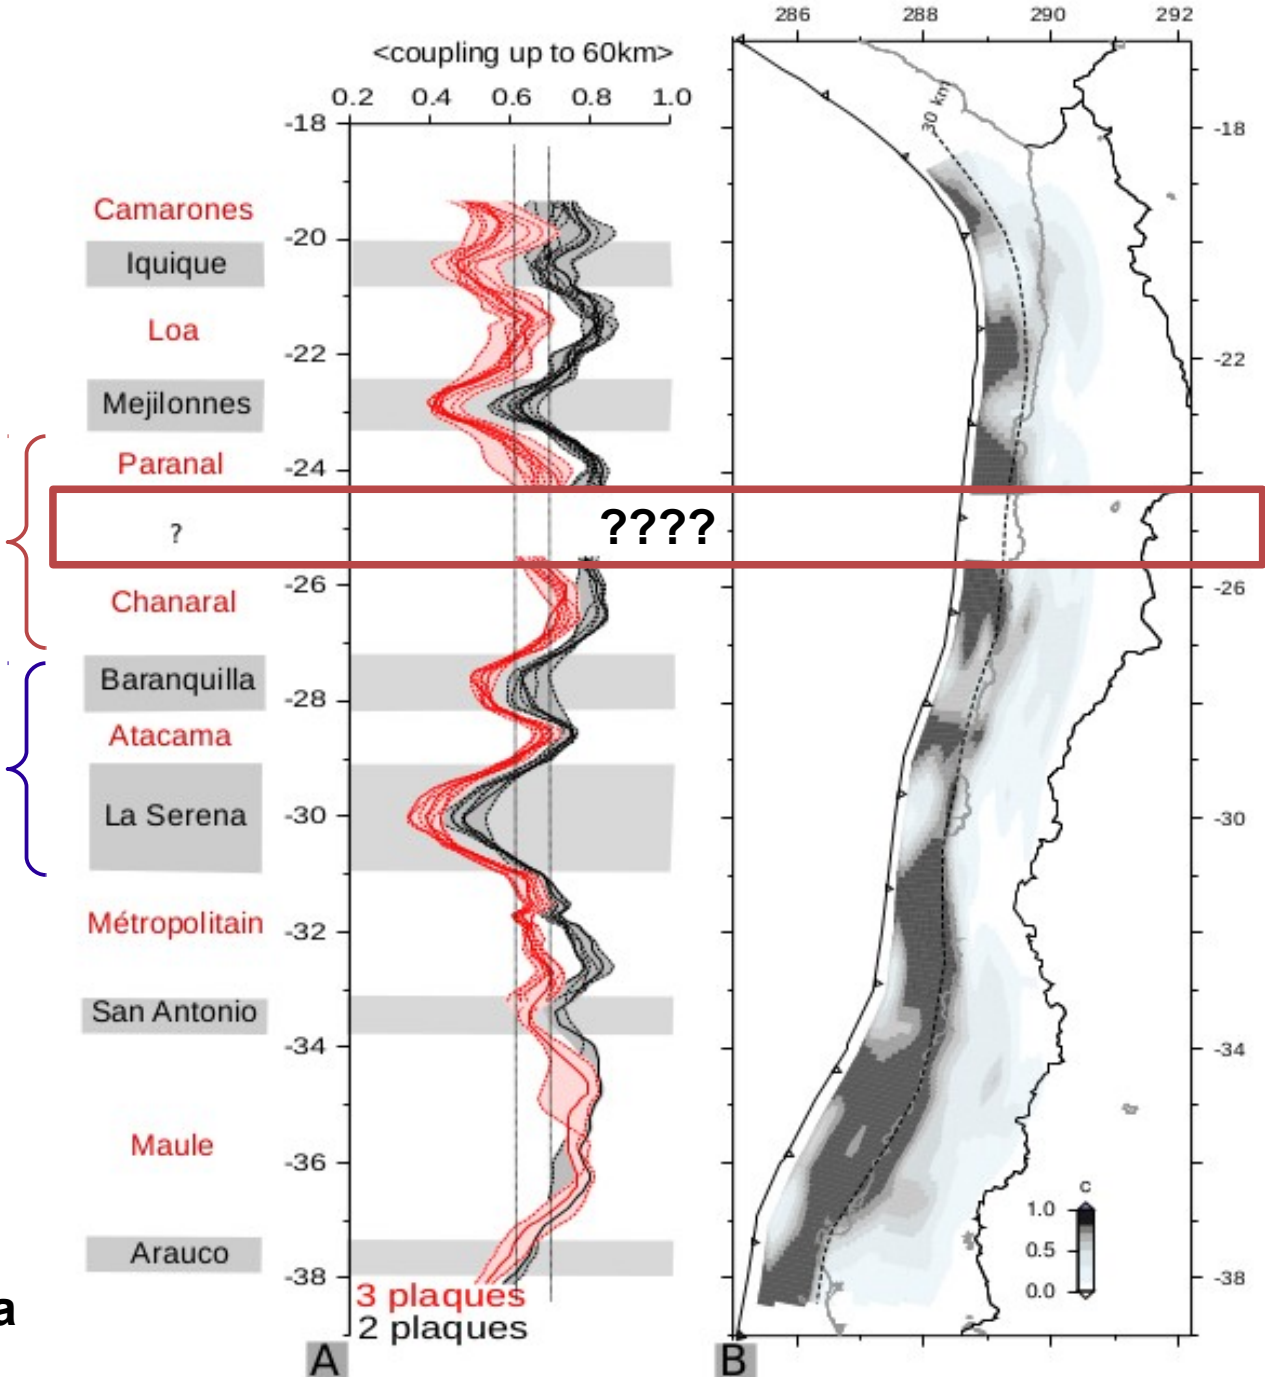 286 288 290 292
<coupling up to 60km>
0.2 0.4 0.6 0.8 1.0
-18
30 km
-18
Camarones
-20
Iquique
Loa
-22
-22
Mejilonnes
Paranal
-24
?
????
-26
-26
Chanaral
Baranquilla
-28
Atacama
La Serena
-30
-30
Métropolitain
-32
San Antonio
-34
-34
Maule
-36
C
1.0
0.5
0.0
Arauco
-38
-38
a
3 plaques
2 plaques
A
B